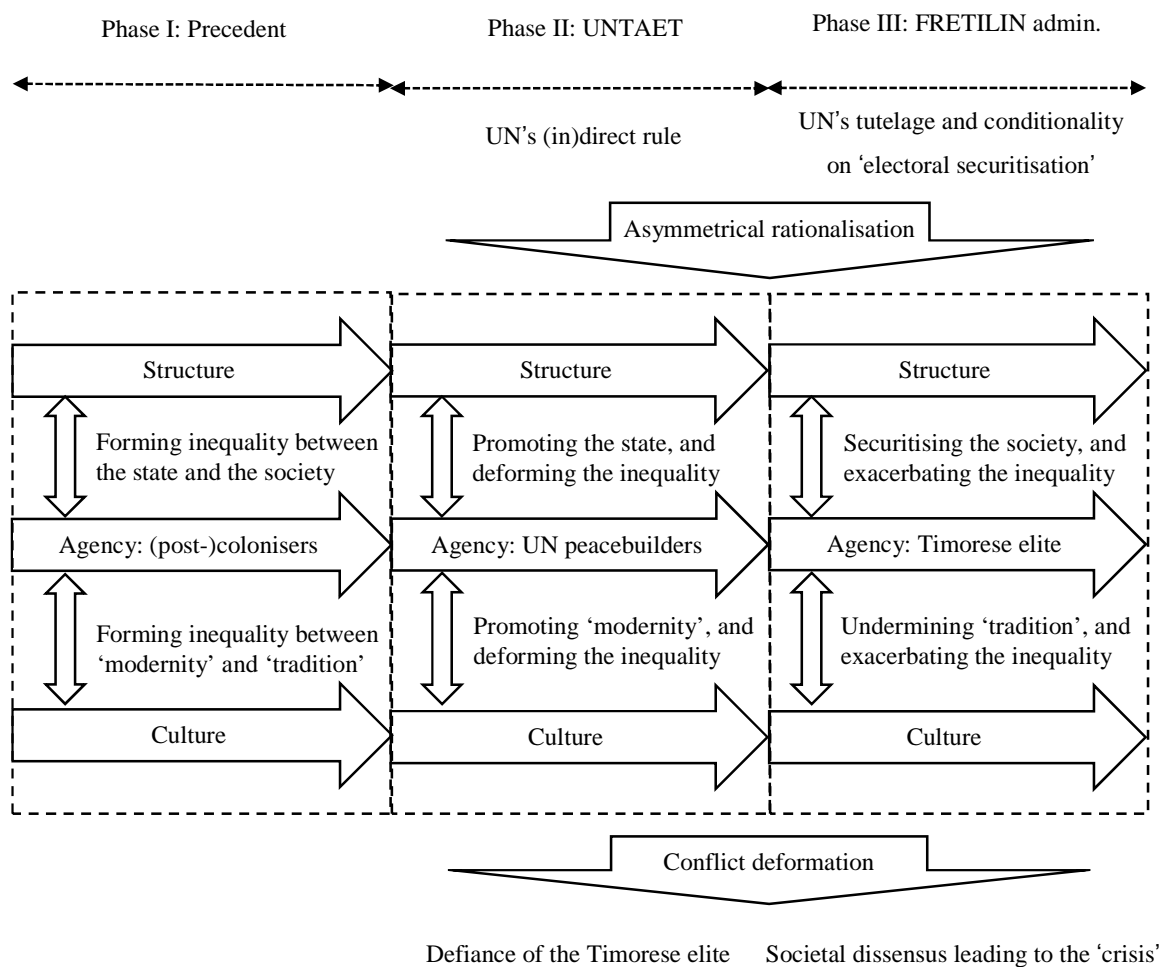 Phase I: Precedent
Phase II: UNTAET
Phase III: FRETILIN admin.
UN’s (in)direct rule
UN’s tutelage and conditionality
on ‘electoral securitisation’
Asymmetrical rationalisation
Structure
Structure
Structure
Forming inequality between
the state and the society
Promoting the state, and
deforming the inequality
Securitising the society, and
exacerbating the inequality
Agency: (post-)colonisers
Agency: UN peacebuilders
Agency: Timorese elite
Forming inequality between
‘modernity’ and ‘tradition’
Promoting ‘modernity’, and
deforming the inequality
Undermining ‘tradition’, and
exacerbating the inequality
Culture
Culture
Culture
Conflict deformation
Defiance of the Timorese elite
Societal dissensus leading to the ‘crisis’